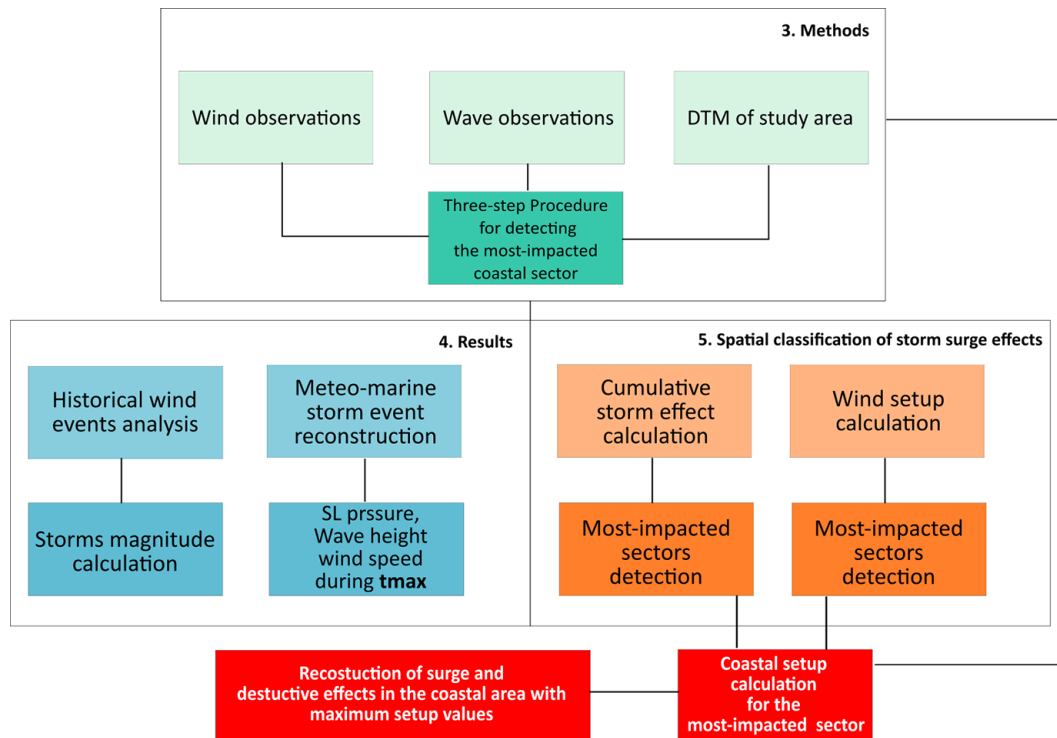 3. Methods
Wind observations
Wave observations
DTM of study area
Three-step Procedure
for detecting
the most-impacted
coastal sector
4. Results
Historical wind
events analysis
Meteo-marine
storm event
reconstruction
Storms magnitude
calculation
SL prssure,
Wave height
wind speed
during tmax
5. Spatial classification of storm surge effects
Cumulative
storm effect
calculation
Wind setup
calculation
Most-impacted
sectors
detection
Most-impacted
sectors
detection
Recostuction of surge and
destuctive effects in the coastal area with
maximum setup values
Coastal setup
calculation
for the
most-impacted sector